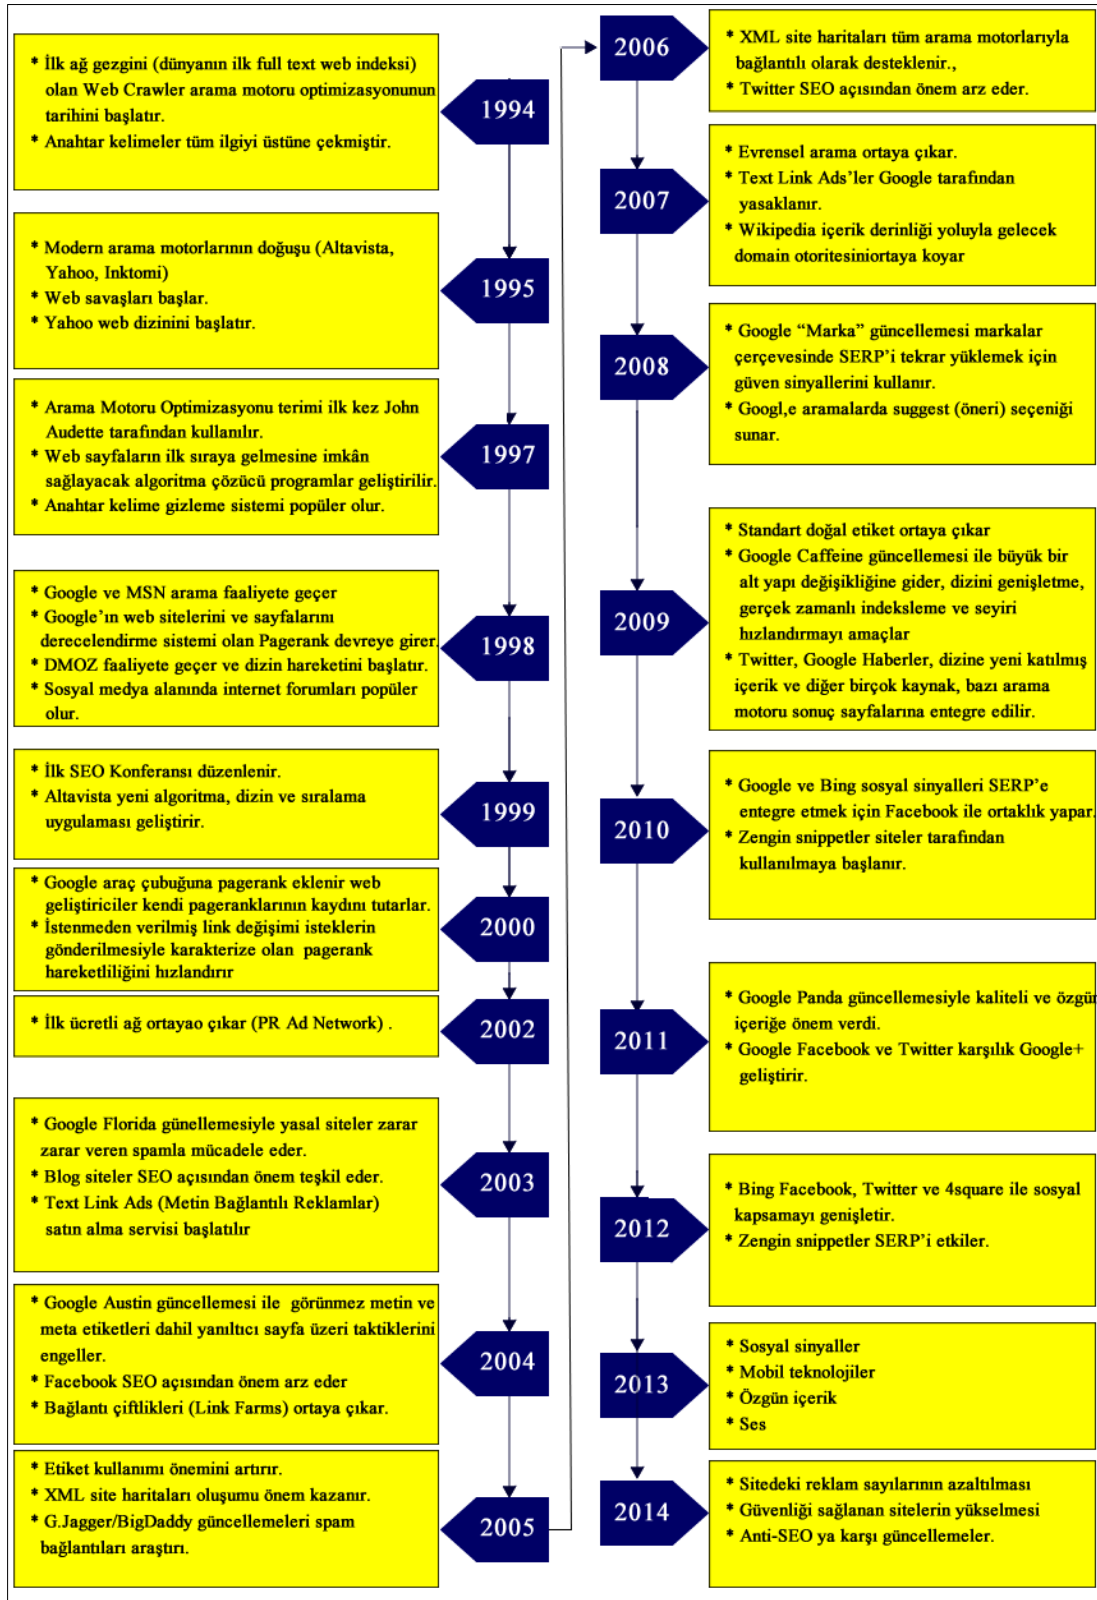 * İlk ağ gezgini (dünyanın ilk full text web indeksi)
olan Web Crawler arama motoru optimizasyonunun
tarihini başlatır.
* Anahtar kelimeler tüm ilgiyi üstüne çekmiştir.
1994
* Modern arama motorlarının doğuşu (Altavista,
Yahoo, Inktomi)
* Web savaşları başlar.
* Yahoo web dizinini başlatır.
1995
* Arama Motoru Optimizasyonu terimi ilk kez John
Audette tarafından kullanılır.
* Web sayfaların ilk sıraya gelmesine imkân
sağlayacak algoritma çözücü programlar geliştirilir.
* Anahtar kelime gizleme sistemi popüler olur.
1997
* Google ve MSN arama faaliyete geçer
* Google’ın web sitelerini ve sayfalarını
derecelendirme sistemi olan Pagerank devreye girer.
* DMOZ faaliyete geçer ve dizin hareketini başlatır.
* Sosyal medya alanında internet forumları popüler
olur.
1998
* İlk SEO Konferansı düzenlenir.
* Altavista yeni algoritma, dizin ve sıralama
uygulaması geliştirir.
1999
* Google araç çubuğuna pagerank eklenir web
geliştiriciler kendi pageranklarının kaydını tutarlar.
* İstenmeden verilmiş link değişimi isteklerin
gönderilmesiyle karakterize olan pagerank
hareketliliğini hızlandırır
2000
* İlk ücretli ağ ortayao çıkar (PR Ad Network) .
2002
* Google Florida günellemesiyle yasal siteler zarar
zarar veren spamla mücadele eder.
* Blog siteler SEO açısından önem teşkil eder.
* Text Link Ads (Metin Bağlantılı Reklamlar)
satın alma servisi başlatılır
2003
* Google Austin güncellemesi ile görünmez metin ve
meta etiketleri dahil yanıltıcı sayfa üzeri taktiklerini
engeller.
* Facebook SEO açısından önem arz eder
* Bağlantı çiftlikleri (Link Farms) ortaya çıkar.
2004
* Etiket kullanımı önemini artırır.
* XML site haritaları oluşumu önem kazanır.
* G.Jagger/BigDaddy güncellemeleri spam
bağlantıları araştırı.
2005
2006
* XML site haritaları tüm arama motorlarıyla
bağlantılı olarak desteklenir.,
* Twitter SEO açısından önem arz eder.
2007
* Evrensel arama ortaya çıkar.
* Text Link Ads’ler Google tarafından
yasaklanır.
* Wikipedia içerik derinliği yoluyla gelecek
domain otoritesiniortaya koyar
2008
* Google “Marka” güncellemesi markalar
çerçevesinde SERP’i tekrar yüklemek için
güven sinyallerini kullanır.
* Googl,e aramalarda suggest (öneri) seçeniği
sunar.
2009
* Standart doğal etiket ortaya çıkar
* Google Caffeine güncellemesi ile büyük bir
alt yapı değişikliğine gider, dizini genişletme,
gerçek zamanlı indeksleme ve seyiri
hızlandırmayı amaçlar
* Twitter, Google Haberler, dizine yeni katılmış
içerik ve diğer birçok kaynak, bazı arama
motoru sonuç sayfalarına entegre edilir.
2010
* Google ve Bing sosyal sinyalleri SERP’e
entegre etmek için Facebook ile ortaklık yapar.
* Zengin snippetler siteler tarafından
kullanılmaya başlanır.
2011
* Google Panda güncellemesiyle kaliteli ve özgün
içeriğe önem verdi.
* Google Facebook ve Twitter karşılık Google+
geliştirir.
2012
* Bing Facebook, Twitter ve 4square ile sosyal
kapsamayı genişletir.
* Zengin snippetler SERP’i etkiler.
2013
* Sosyal sinyaller
* Mobil teknolojiler
* Özgün içerik
* Ses
2014
* Sitedeki reklam sayılarının azaltılması
* Güvenliği sağlanan sitelerin yükselmesi
* Anti-SEO ya karşı güncellemeler.